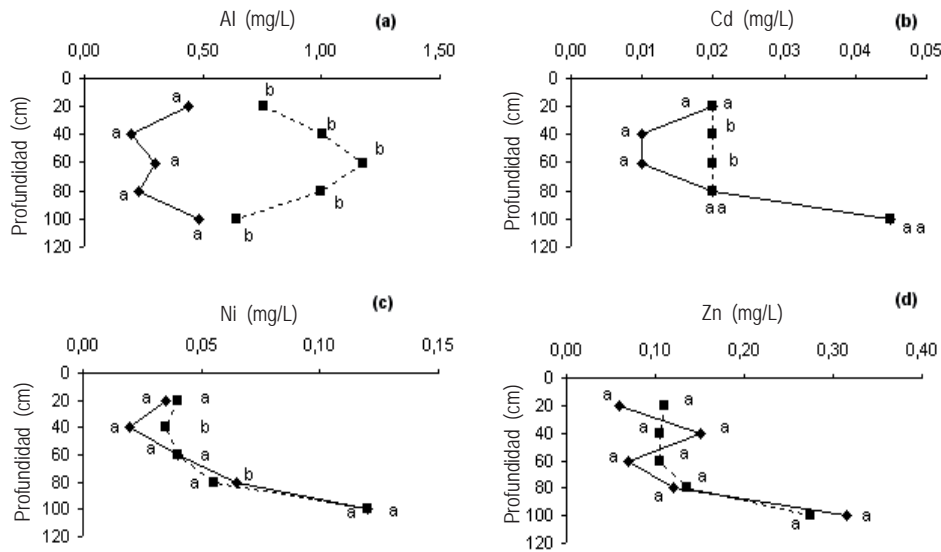 Al (mg/L) (a)
0,00 0,50 1,00 1,50
Profundidad (cm)
0
20 a b
40 a b
60 a b
80 a b
100
a b
120
Cd (mg/L) (b)
0,00 0,01 0,02 0,03 0,04 0,05
Profundidad (cm)
0
20 a a
40 a b
60 a b
80
a a
100
a a
120
Ni (mg/L) (c)
0,00 0,05 0,10 0,15
Profundidad (cm)
0
20 a a
40 a b
60 a a
80 a b
100
a a
120
Zn (mg/L) (d)
0,00 0,10 0,20 0,30 0,40
Profundidad (cm)
0
20 a a
40 a a
60 a a
80 a a
100
a a
120